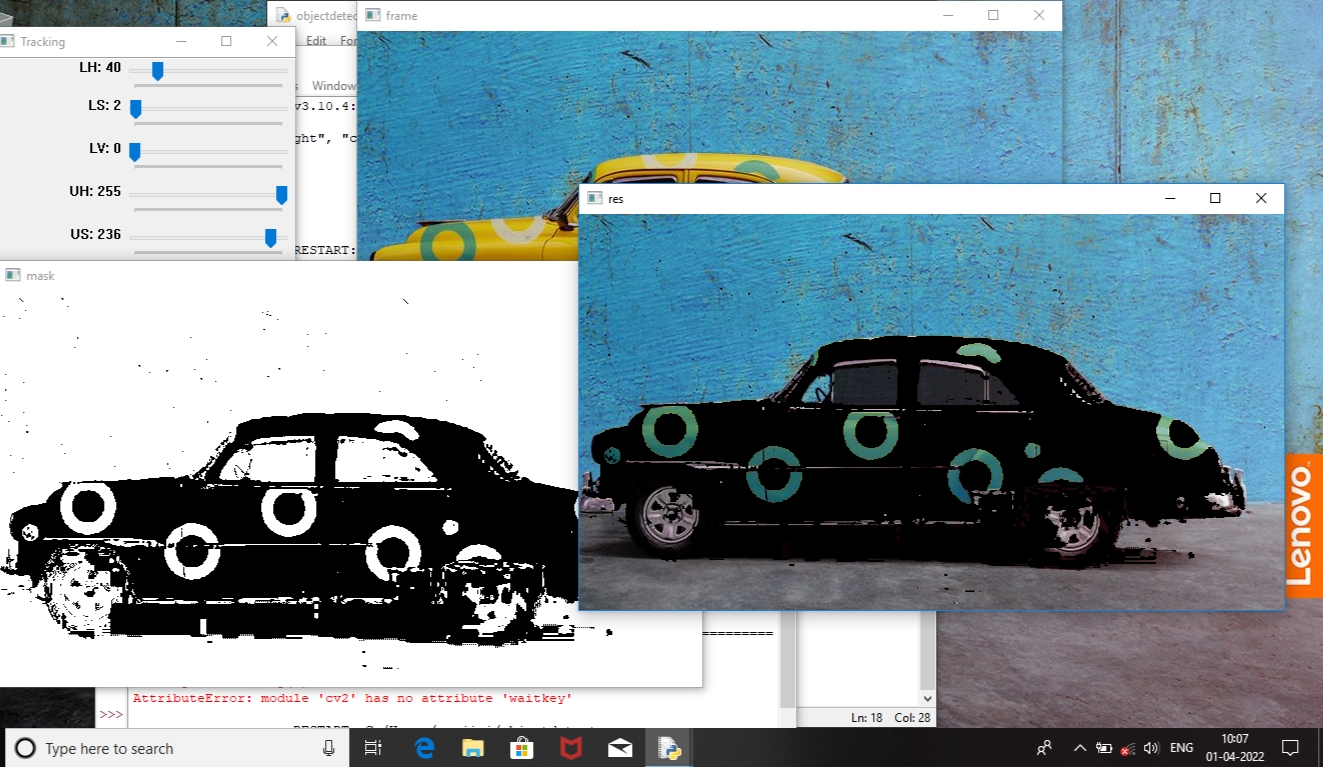 objectdetec
frame
Tracking
Edit
For
LH: 40
LS: 2
LV: 0
UH: 255
US: 236
Window
v3.10.4:
ght", "c
RESTART:
res
mask
Lenovo
==========
AttributeError: module 'cv2' has no attribute 'waitkey'
>>>
Ln: 18 Col: 28
Type here to search
ENG
10:07
01-04-2022